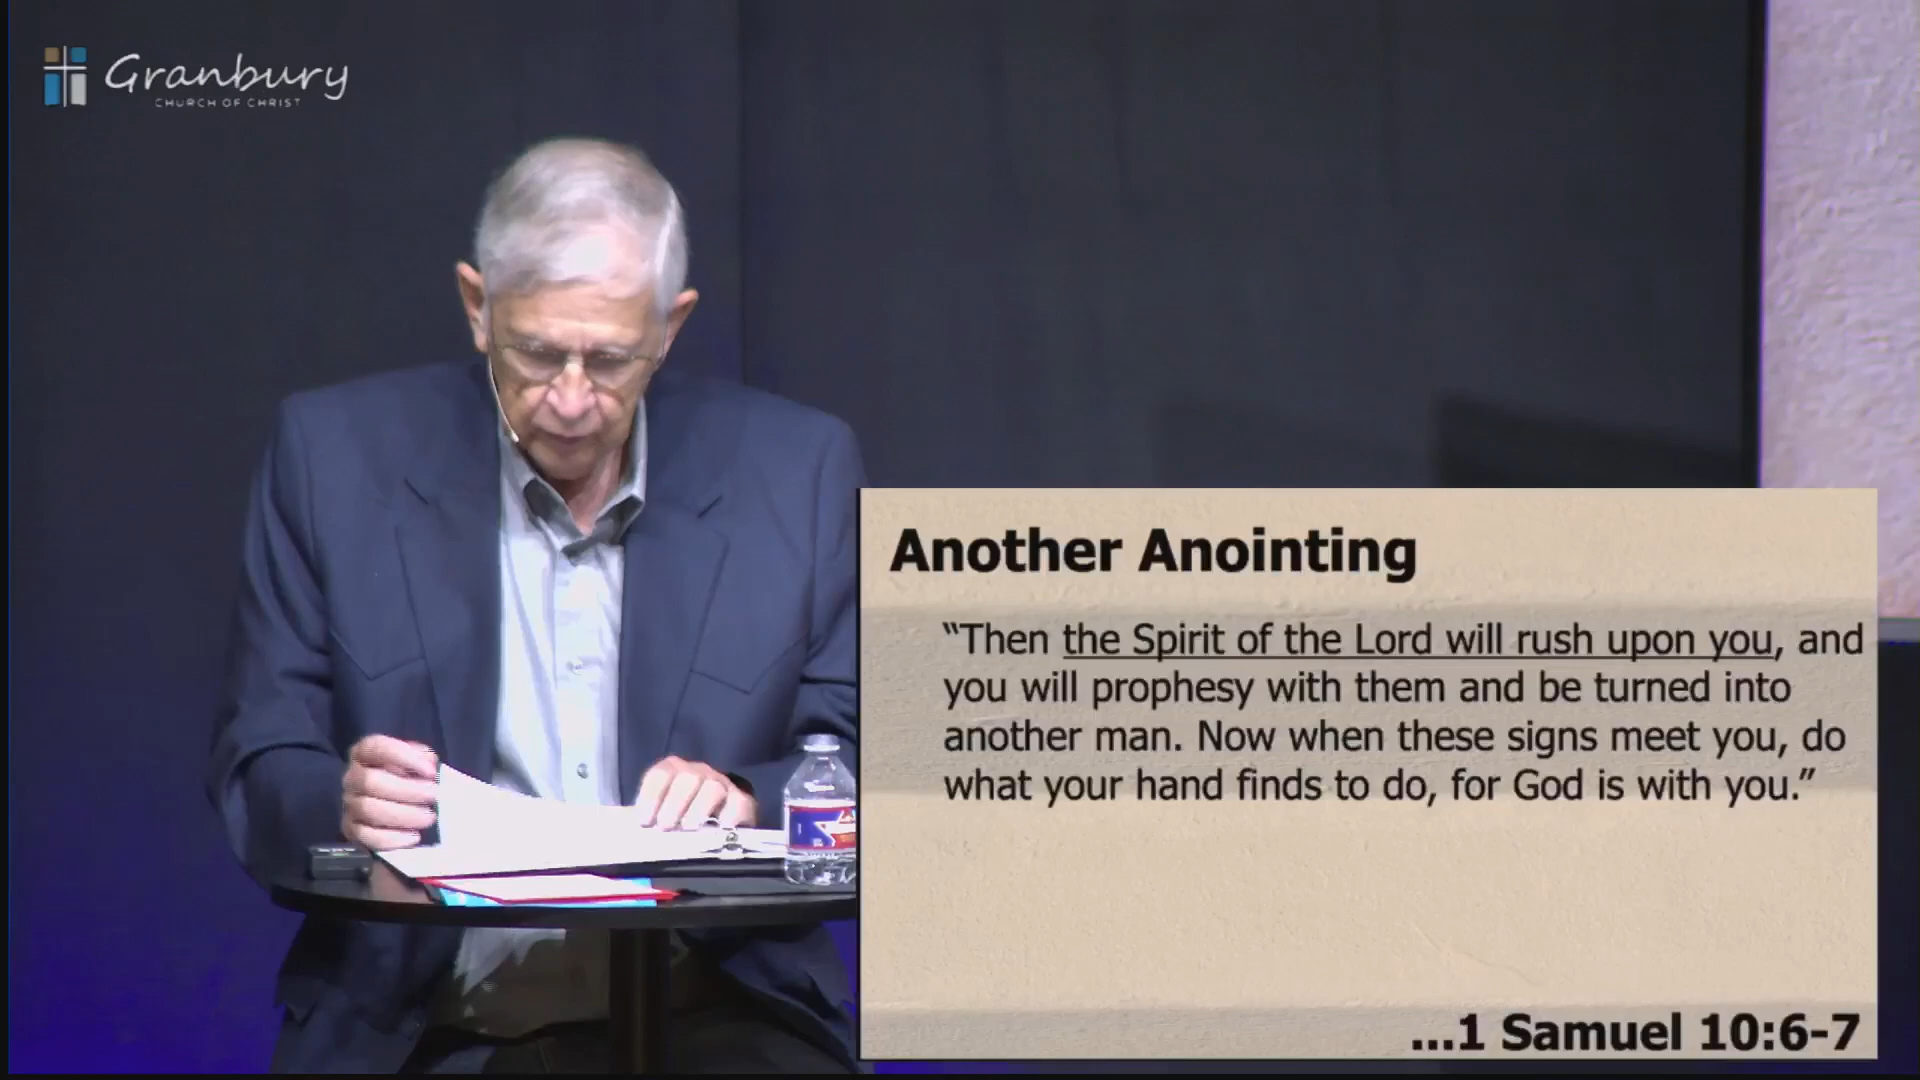 Granbury
CHURCH OF CHRIST
Another Anointing
“Then the Spirit of the Lord will rush upon you, and
you will prophesy with them and be turned into
another man. Now when these signs meet you, do
what your hand finds to do, for God is with you.”
...1 Samuel 10:6-7